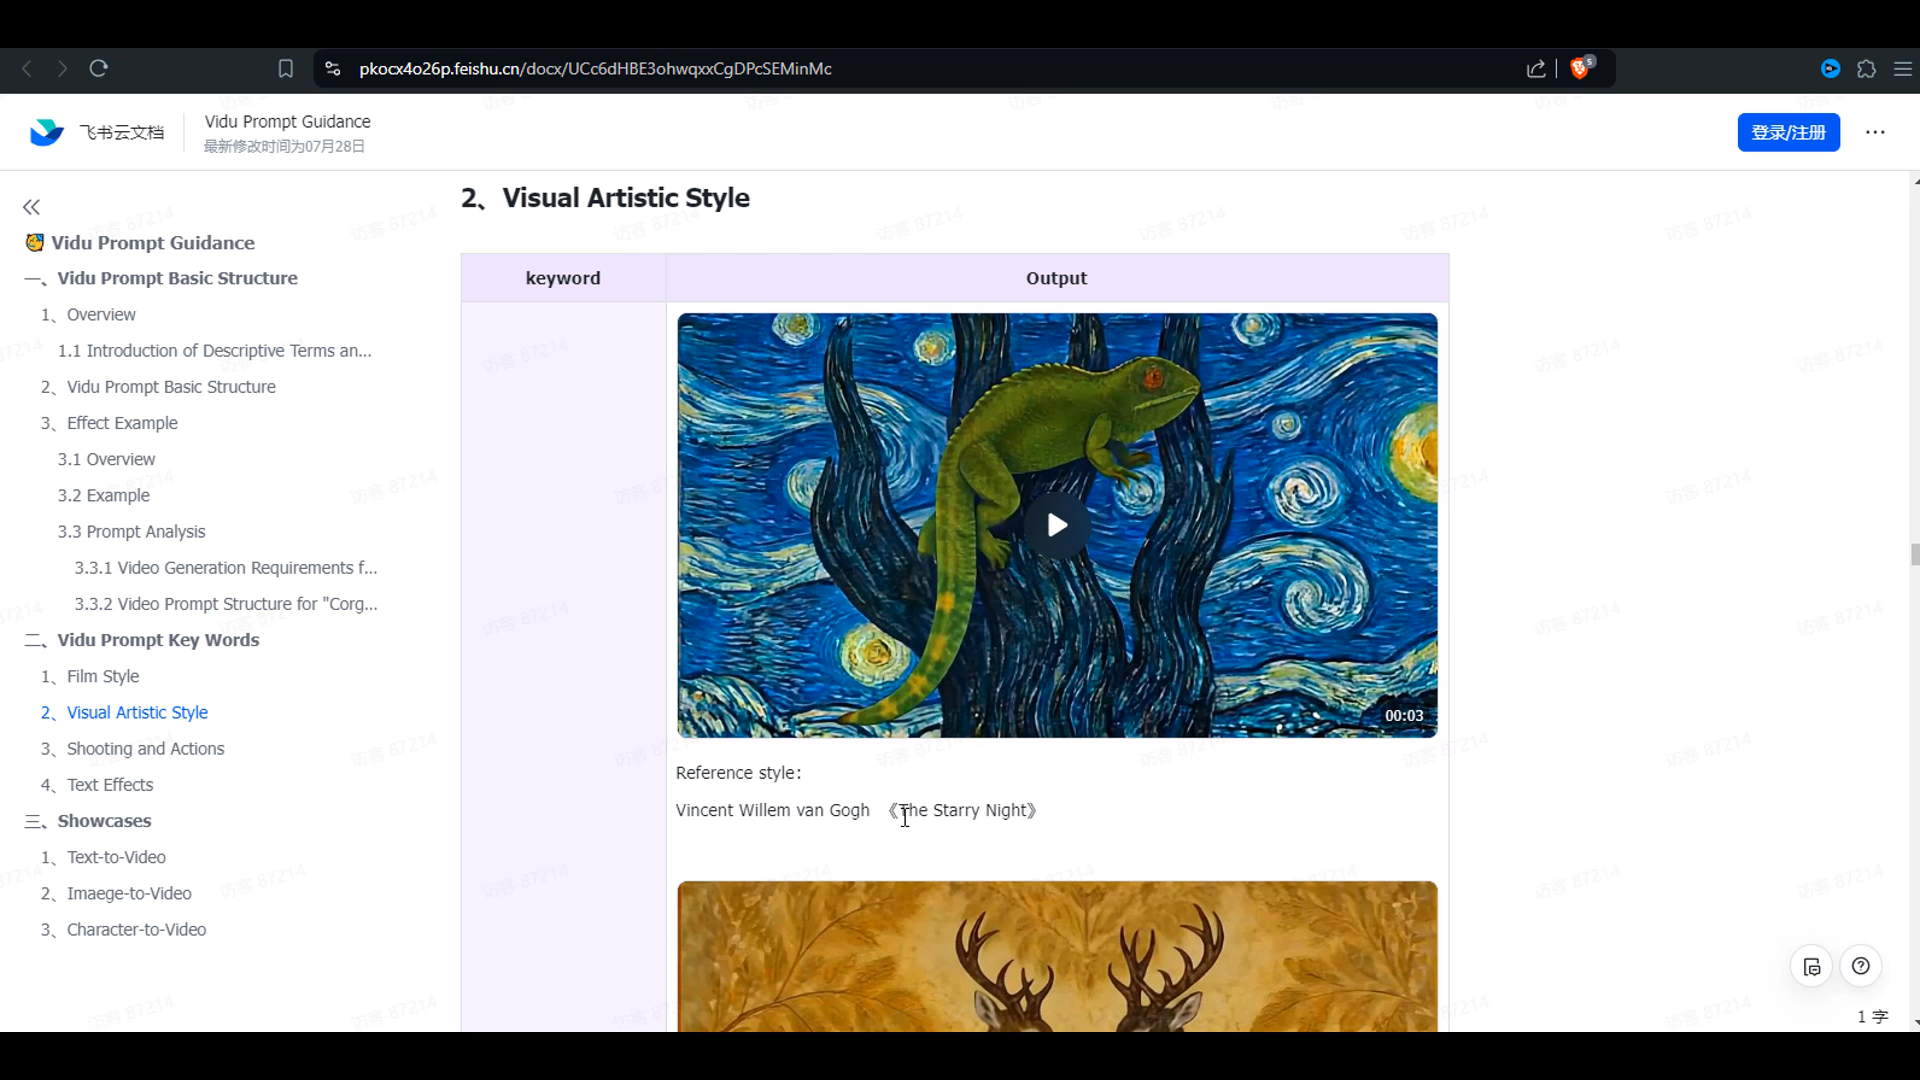 pkocx4o26p.feishu.cn/docx/UCc6dHBE3ohwqxxCgDPcSEMinMc
5
飞书云文档
Vidu Prompt Guidance
最新修改时间为07月28日
登录/注册
Vidu Prompt Guidance
一、Vidu Prompt Basic Structure
1、Overview
1.1 Introduction of Descriptive Terms an...
2、Vidu Prompt Basic Structure
3、Effect Example
3.1 Overview
3.2 Example
3.3 Prompt Analysis
3.3.1 Video Generation Requirements f...
3.3.2 Video Prompt Structure for "Corg...
二、Vidu Prompt Key Words
1、Film Style
2、Visual Artistic Style
3、Shooting and Actions
4、Text Effects
三、Showcases
1、Text-to-Video
2、Imaege-to-Video
3、Character-to-Video
2、Visual Artistic Style
keyword
Output
00:03
Reference style:
Vincent Willem van Gogh 《The Starry Night》
1 字
访客 87214